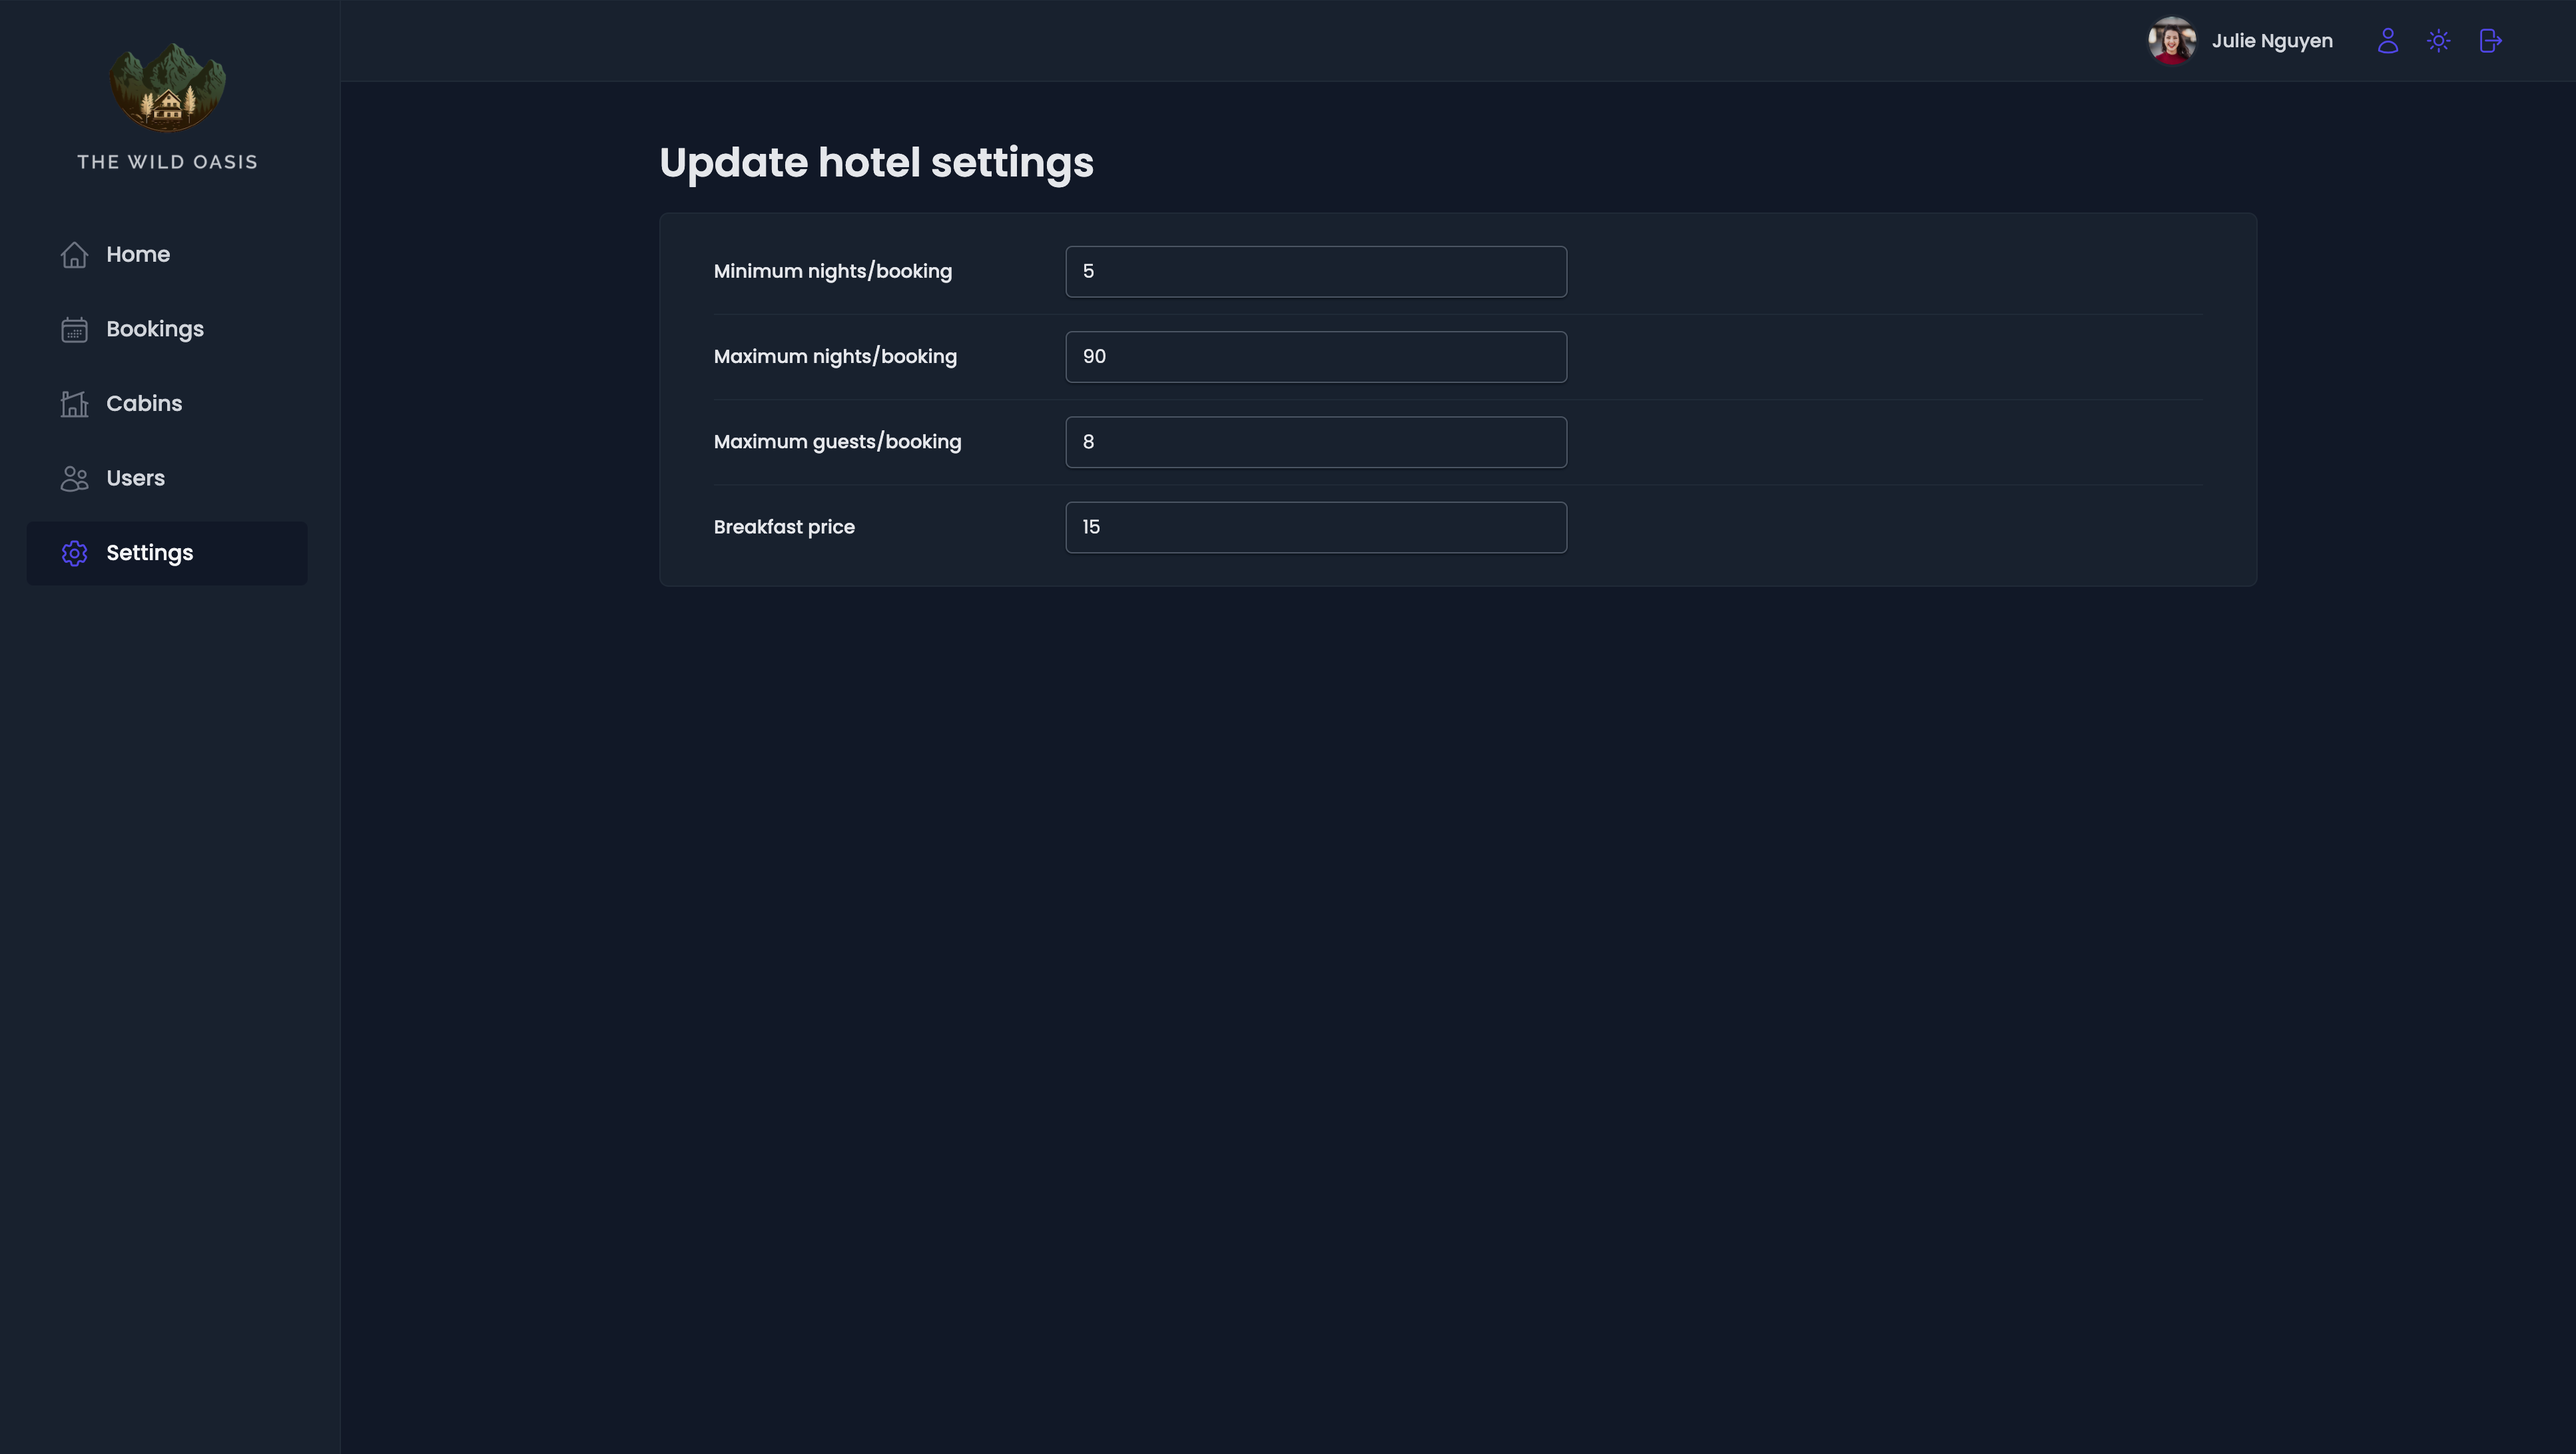 THE WILD OASIS
Home
Bookings
Cabins
Users
Settings
Julie Nguyen
Update hotel settings
Minimum nights/booking
5
Maximum nights/booking
90
Maximum guests/booking
8
Breakfast price
15